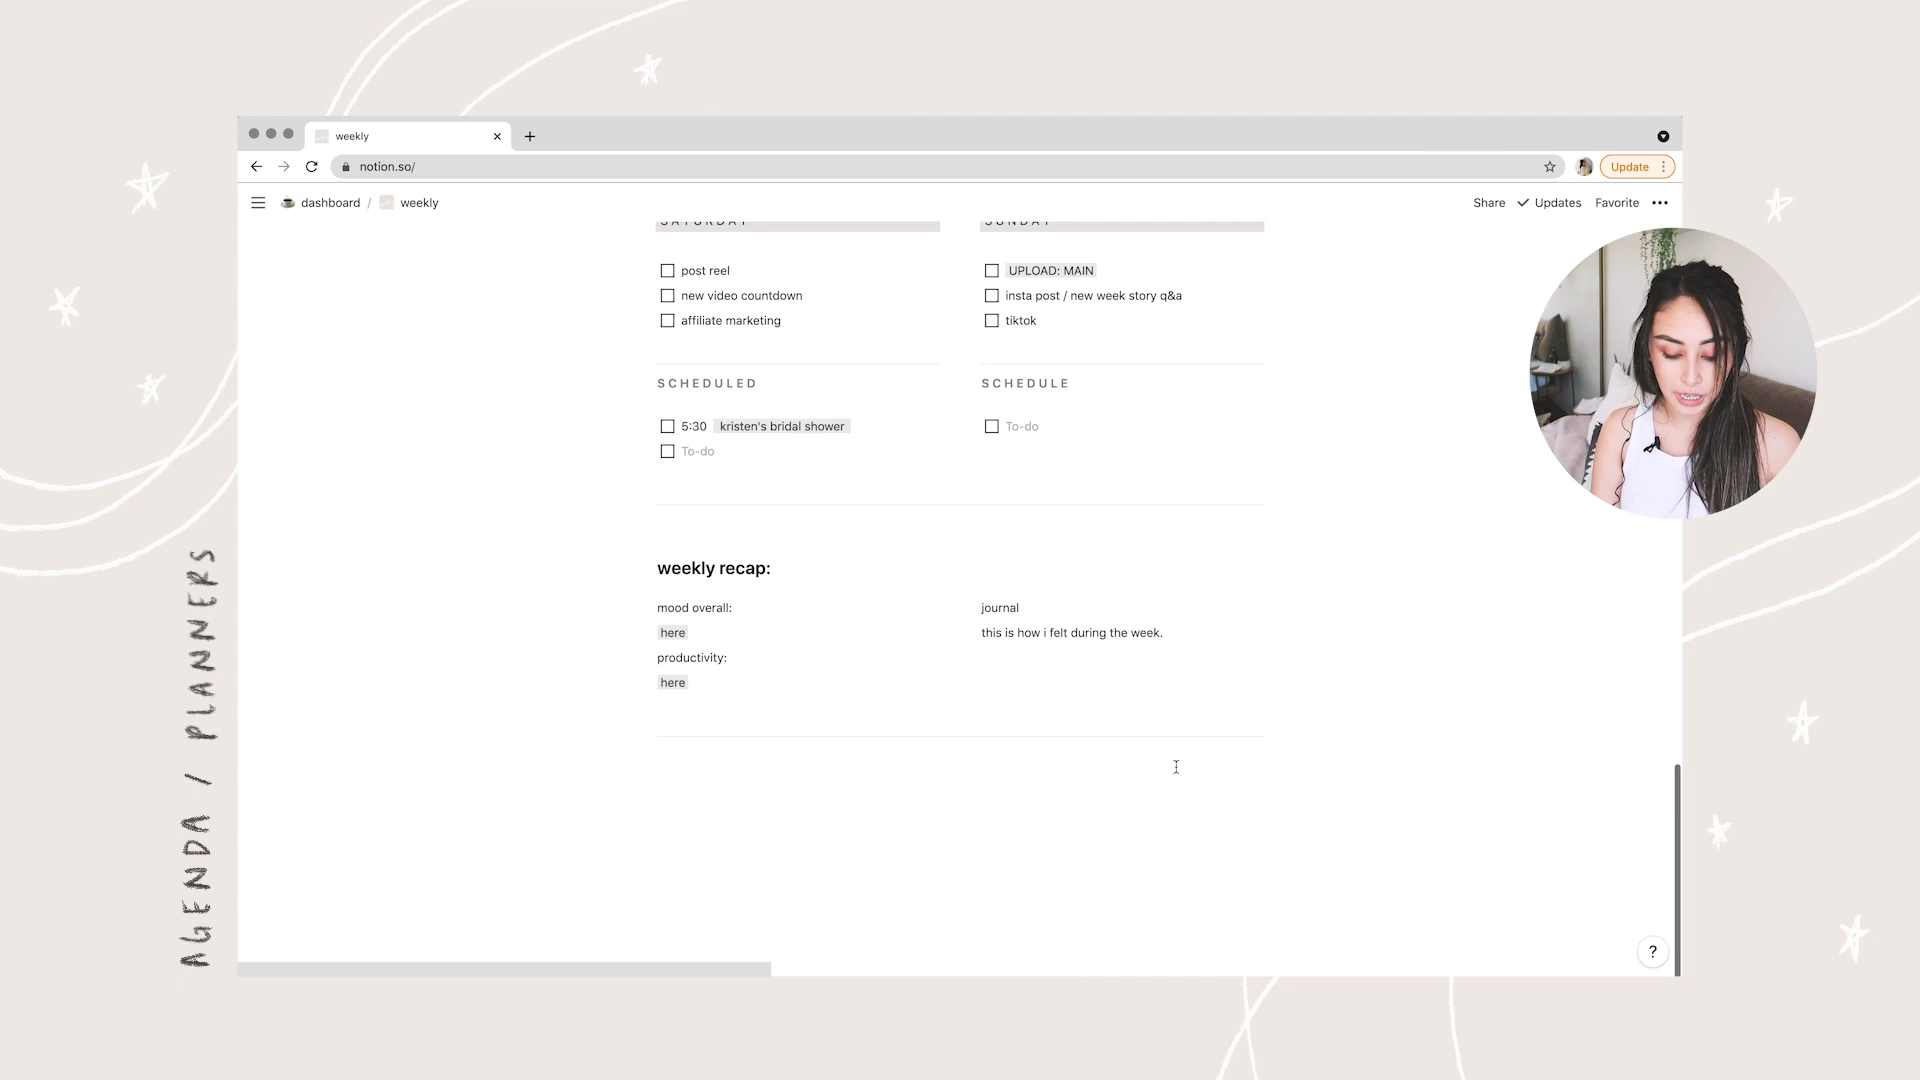 weekly
notion.so/
Update
dashboard / weekly
Share Updates Favorite
SATURDAY
SUNDAY
post reel
new video countdown
affiliate marketing
UPLOAD: MAIN
insta post / new week story q&a
tiktok
SCHEDULED
5:30 kristen's bridal shower
To-do
SCHEDULE
To-do
weekly recap:
mood overall:
here
productivity:
here
journal
this is how i felt during the week.
?
AGENDA / PLANNERS